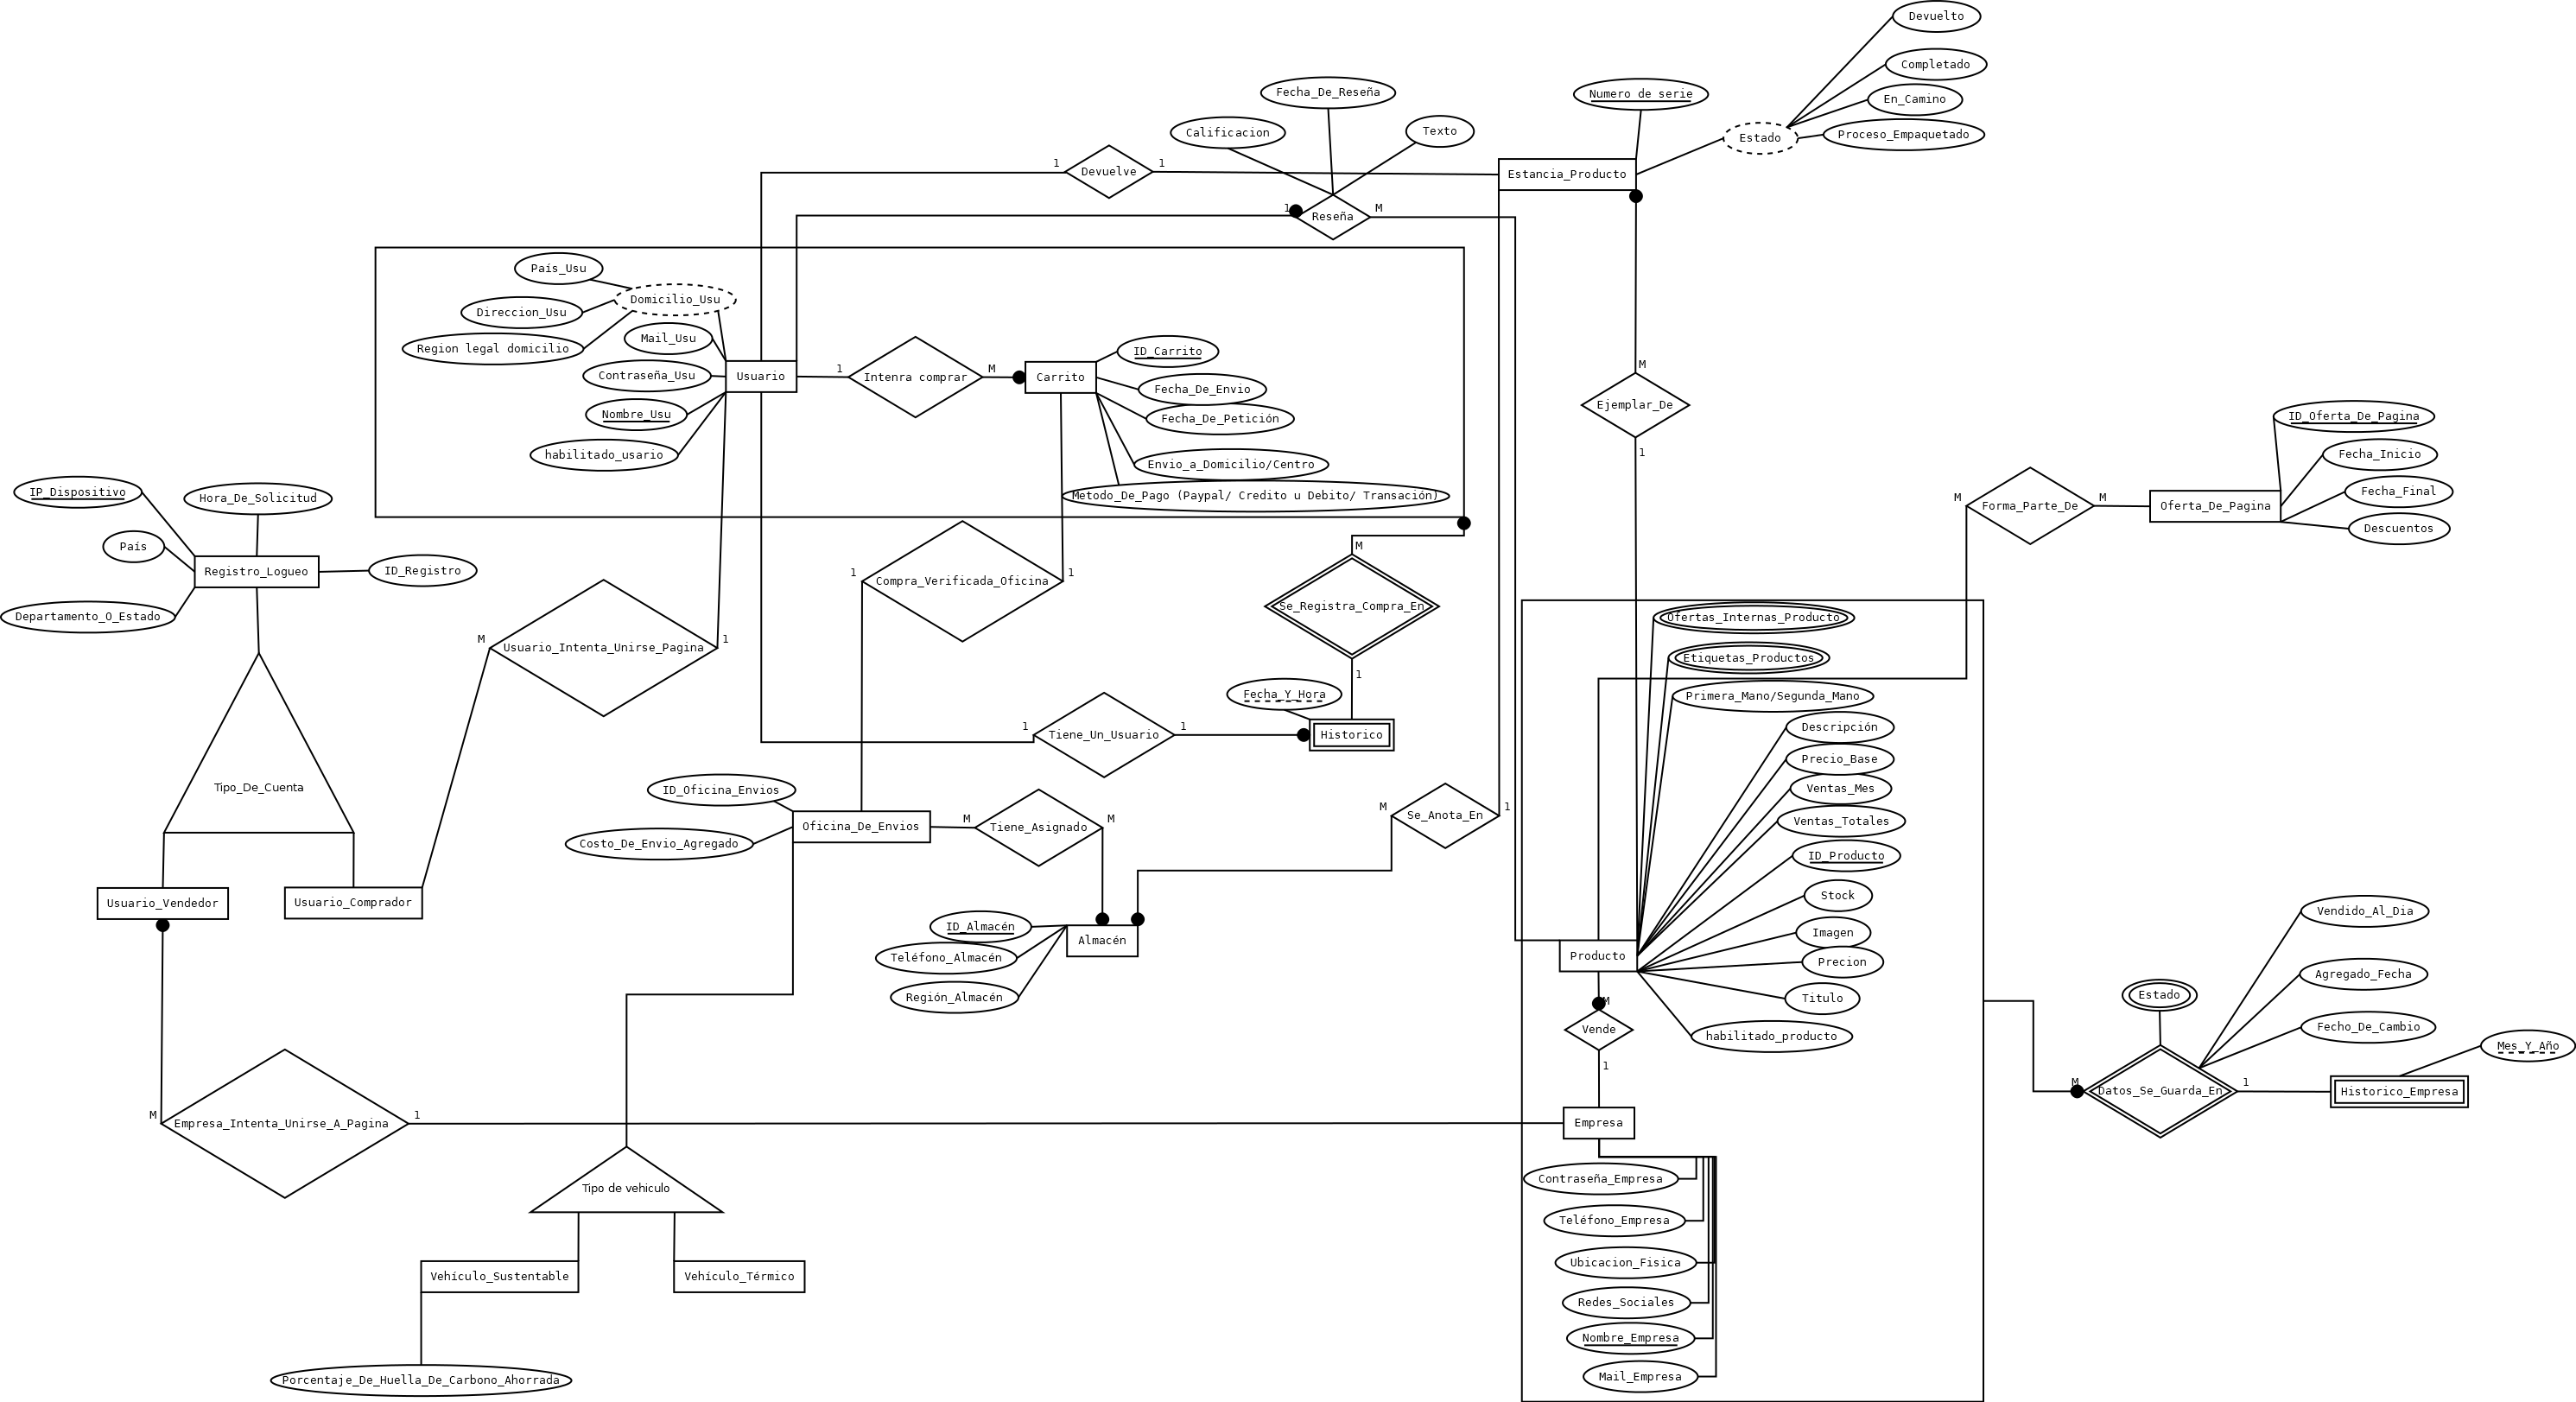 Devuelto
Completado
En_Camino
Proceso_Empaquetado
Estado
Numero de serie
Estancia_Producto
Fecha_De_Reseña
Calificacion
Texto
1
Devuelve
1
1
Reseña
M
País_Usu
Domicilio_Usu
Direccion_Usu
Region legal domicilio
Mail_Usu
Contraseña_Usu
Nombre_Usu
habilitado_usario
Usuario
1
Intenra comprar
M
Carrito
ID_Carrito
Fecha_De_Envio
Fecha_De_Petición
Envio_a_Domicilio/Centro
Metodo_De_Pago (Paypal/ Credito u Debito/ Transación)
M
Ejemplar_De
1
ID_Oferta_De_Pagina
Fecha_Inicio
Fecha_Final
Descuentos
Oferta_De_Pagina
M
Forma_Parte_De
M
IP_Dispositivo
Hora_De_Solicitud
País
Registro_Logueo
ID_Registro
Departamento_O_Estado
1
Compra_Verificada_Oficina
1
M
Se_Registra_Compra_En
1
M
Usuario_Intenta_Unirse_Pagina
1
Fecha_Y_Hora
Historico
1
Tiene_Un_Usuario
1
Tipo_De_Cuenta
ID_Oficina_Envios
Costo_De_Envio_Agregado
Oficina_De_Envios
M
Tiene_Asignado
M
M
Se_Anota_En
1
Usuario_Vendedor
Usuario_Comprador
ID_Almacén
Teléfono_Almacén
Región_Almacén
Almacén
Ofertas_Internas_Producto
Etiquetas_Productos
Primera_Mano/Segunda_Mano
Descripción
Precio_Base
Ventas_Mes
Ventas_Totales
ID_Producto
Stock
Imagen
Precion
Titulo
habilitado_producto
Producto
M
Vende
1
Empresa
Vendido_Al_Dia
Agregado_Fecha
Fecho_De_Cambio
Estado
Mes_Y_Año
M
Datos_Se_Guarda_En
1
Historico_Empresa
M
Empresa_Intenta_Unirse_A_Pagina
1
Contraseña_Empresa
Teléfono_Empresa
Ubicacion_Fisica
Redes_Sociales
Nombre_Empresa
Mail_Empresa
Tipo de vehiculo
Vehículo_Sustentable
Vehículo_Térmico
Porcentaje_De_Huella_De_Carbono_Ahorrada